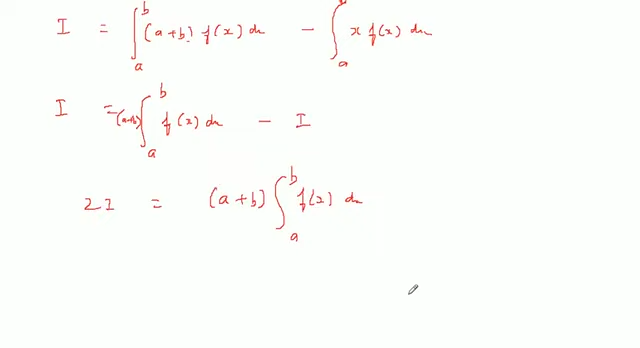 I = ∫_a^b (a+b) f(x) dx - ∫_a x f(x) dx
I = (a+b) ∫_a^b f(x) dx - I
2I = (a+b) ∫_a^b f(x) dx